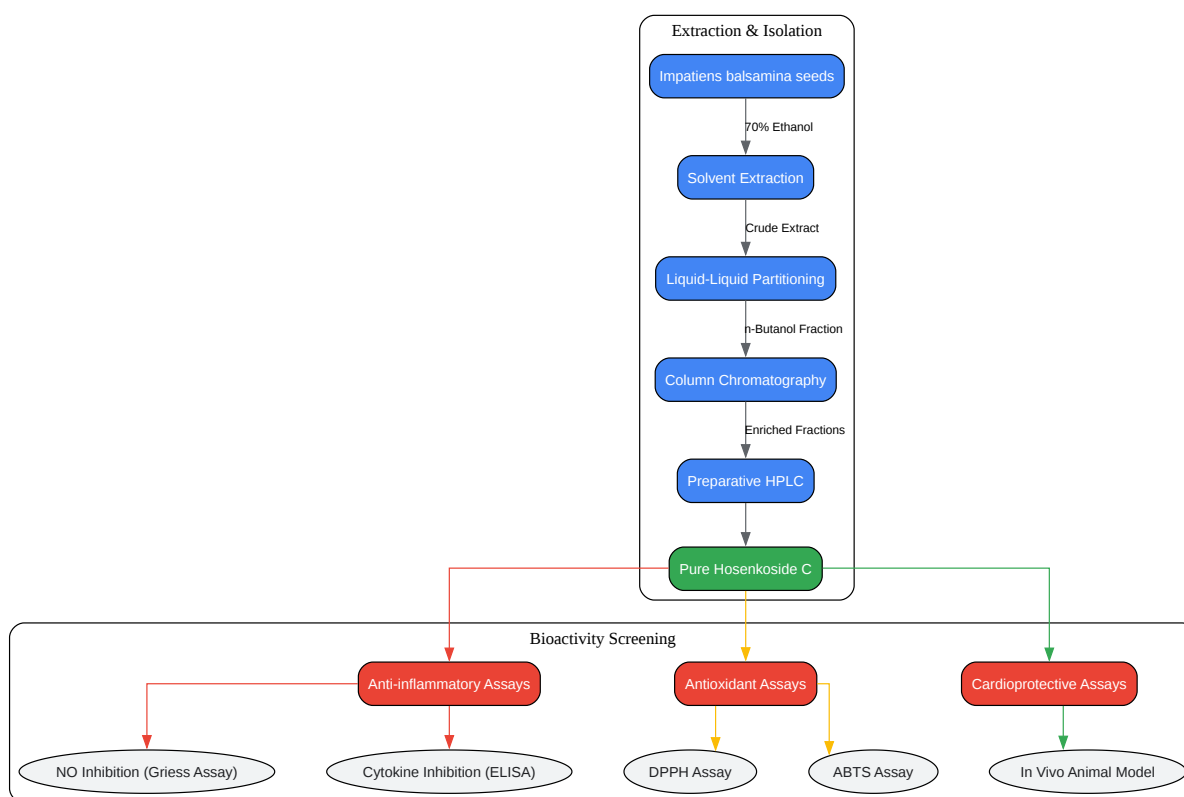 Extraction & Isolation
Impatiens balsamina seeds
70% Ethanol
Solvent Extraction
Crude Extract
Liquid-Liquid Partitioning
n-Butanol Fraction
Column Chromatography
Enriched Fractions
Preparative HPLC
Pure Hosenkoside C
Bioactivity Screening
Anti-inflammatory Assays
Antioxidant Assays
Cardioprotective Assays
NO Inhibition (Griess Assay)
Cytokine Inhibition (ELISA)
DPPH Assay
ABTS Assay
In Vivo Animal Model